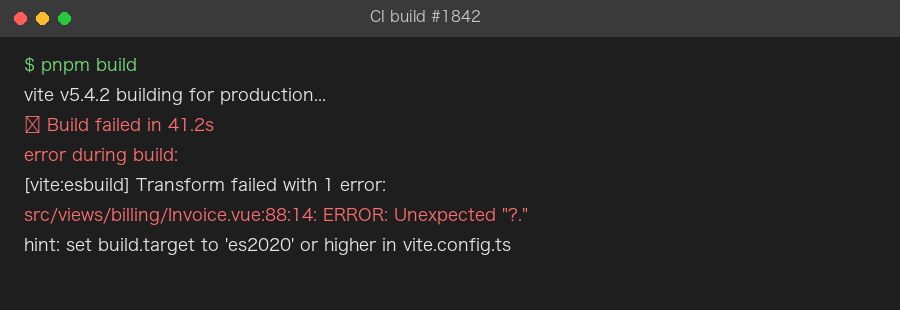 CI build #1842
$ pnpm build
vite v5.4.2 building for production...
Build failed in 41.2s
error during build:
[vite:esbuild] Transform failed with 1 error:
src/views/billing/Invoice.vue:88:14: ERROR: Unexpected "?."
hint: set build.target to 'es2020' or higher in vite.config.ts